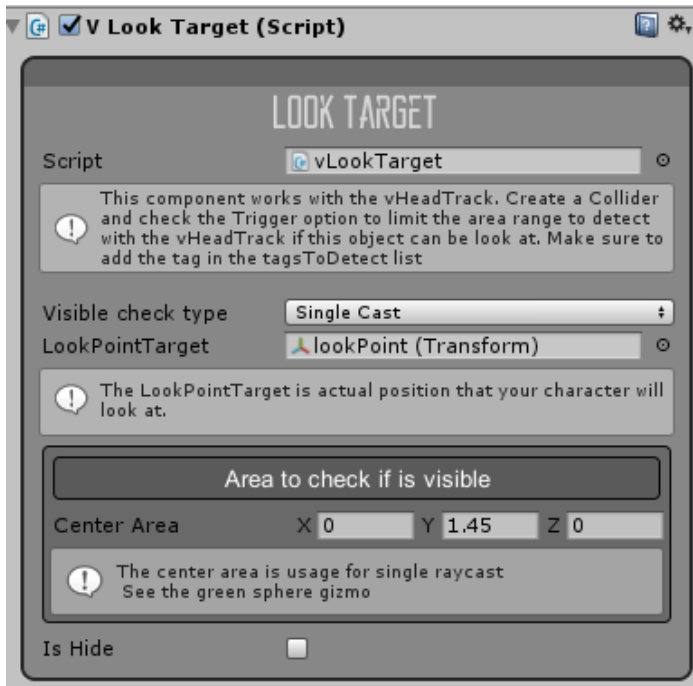 V Look Target (Script)
LOOK TARGET
Script vLookTarget
This component works with the vHeadTrack. Create a Collider
and check the Trigger option to limit the area range to detect
with the vHeadTrack if this object can be look at. Make sure to
add the tag in the tagsToDetect list
Visible check type Single Cast
LookPointTarget lookPoint (Transform)
The LookPointTarget is actual position that your character will
look at.
Area to check if is visible
Center Area X 0 Y 1.45 Z 0
The center area is usage for single raycast
See the green sphere gizmo
Is Hide